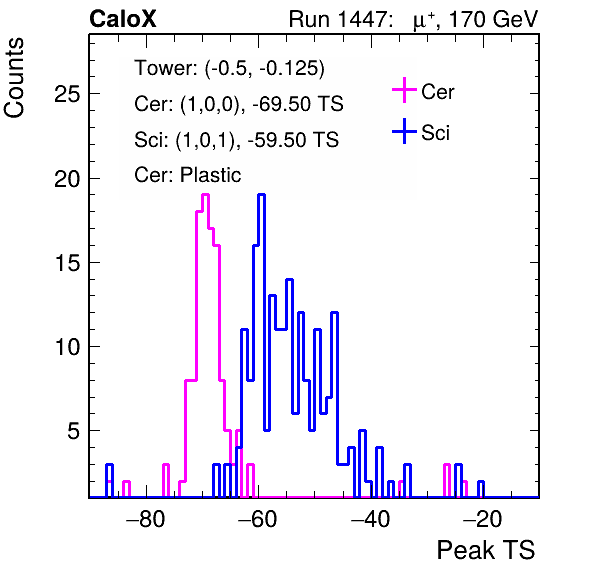 CaloX Run 1447: μ⁺, 170 GeV
Counts
Tower: (-0.5, -0.125)
Cer: (1,0,0), -69.50 TS
Sci: (1,0,1), -59.50 TS
Cer: Plastic
Cer
Sci
25
20
15
10
5
−80 −60 −40 −20
Peak TS